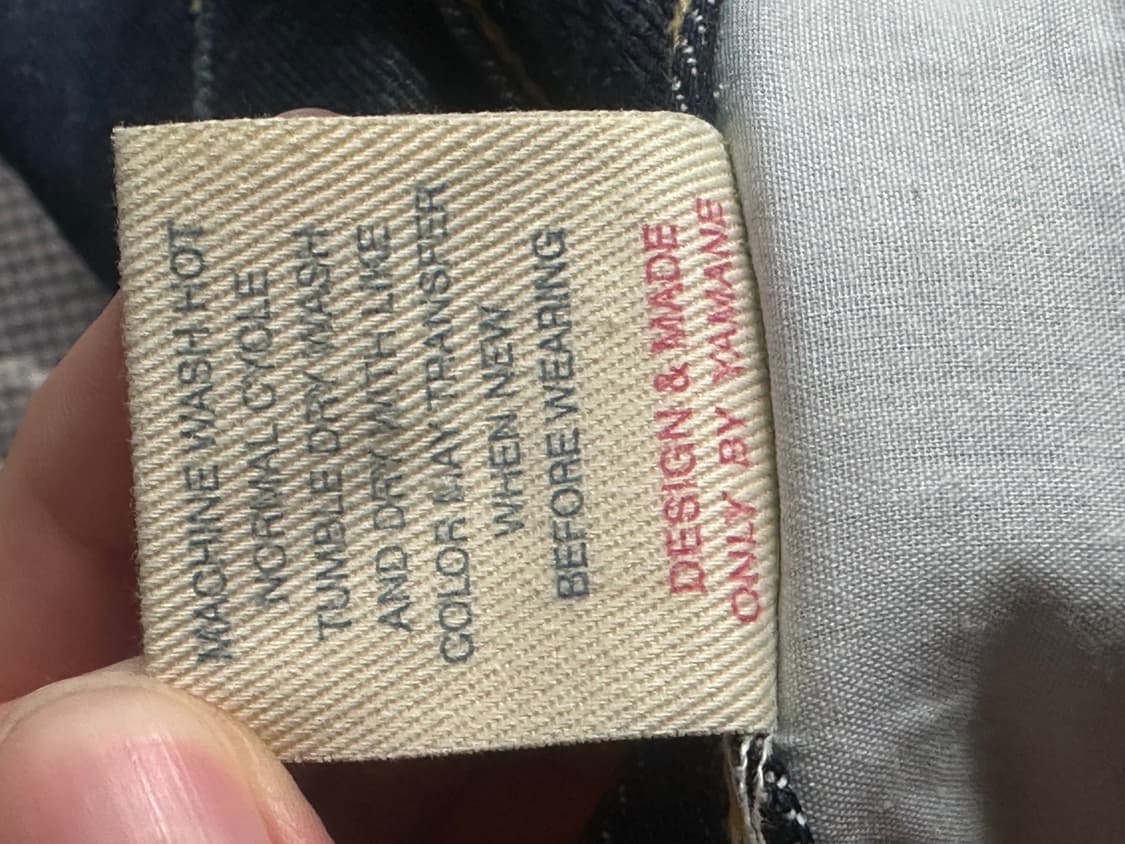 MACHINE WASH HOT
NORMAL CYCLE
TUMBLE DRY WASH
AND DRY WITH LIKE
COLOR MAY TRANSFER
WHEN NEW
BEFORE WEARING
DESIGN & MADE
ONLY BY YAMANE